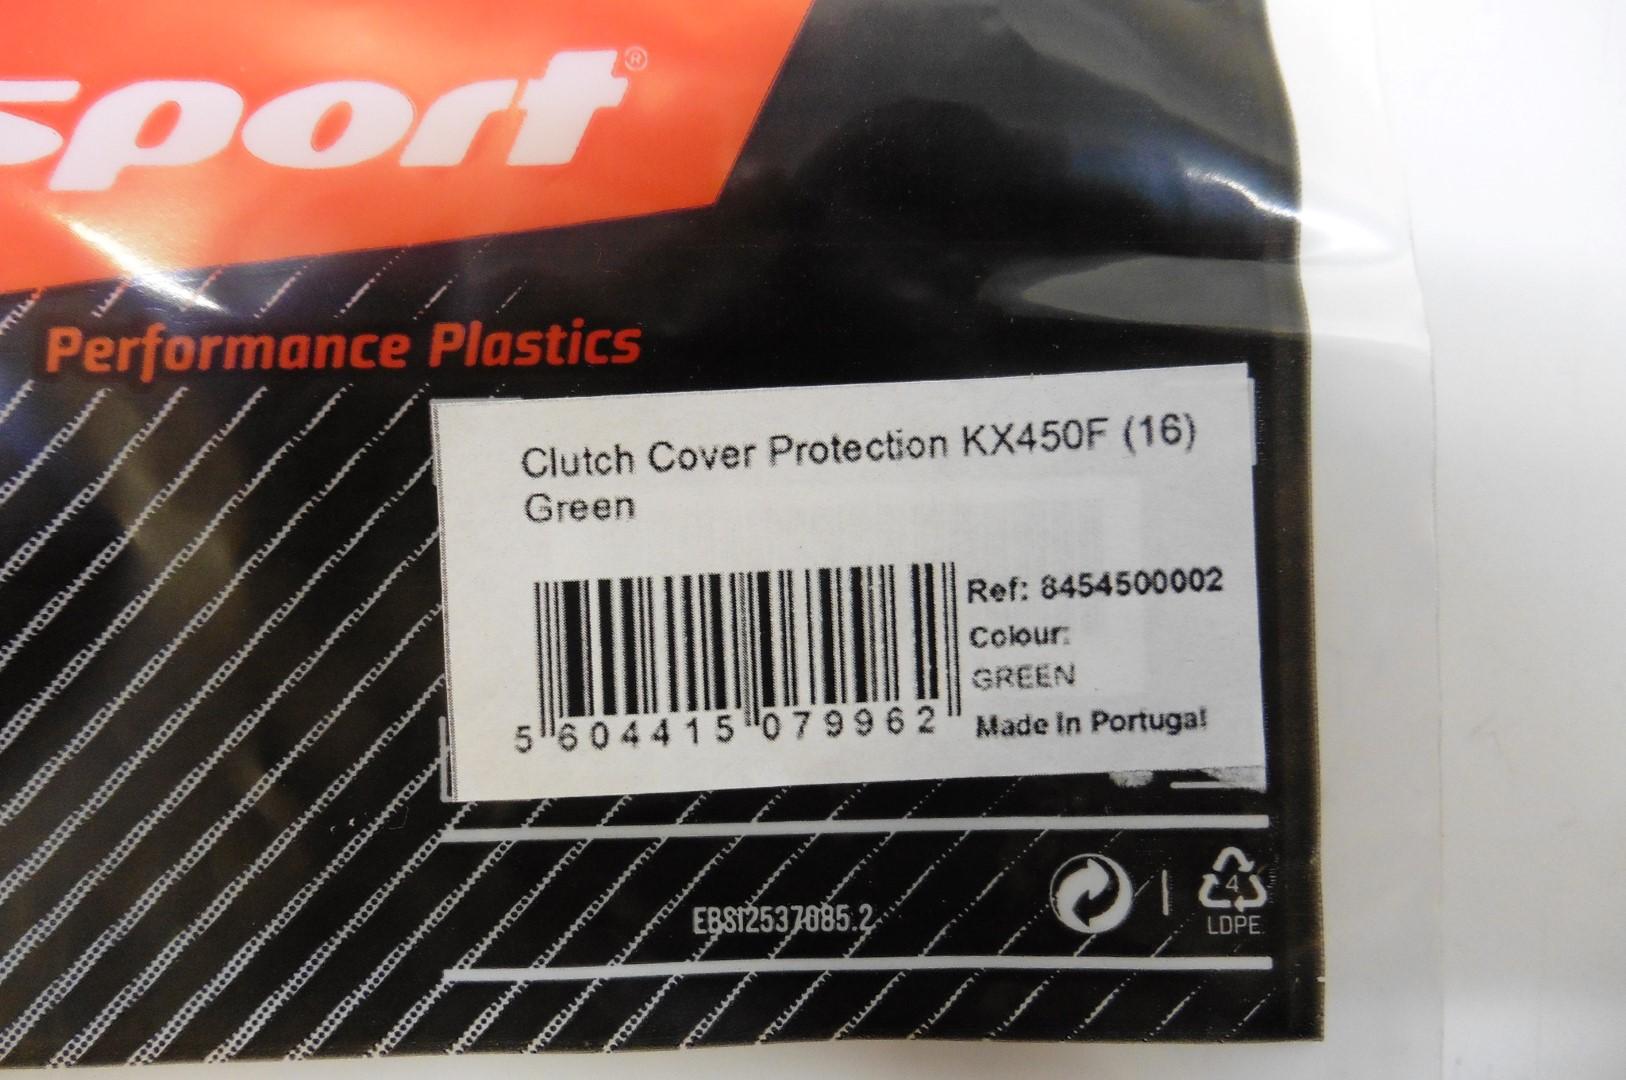 sport®
Performance Plastics
Clutch Cover Protection KX450F (16)
Green
Ref: 8454500002
Colour:
GREEN
Made in Portugal
5 604415 079962
EBS12537085.2
4
LDPE